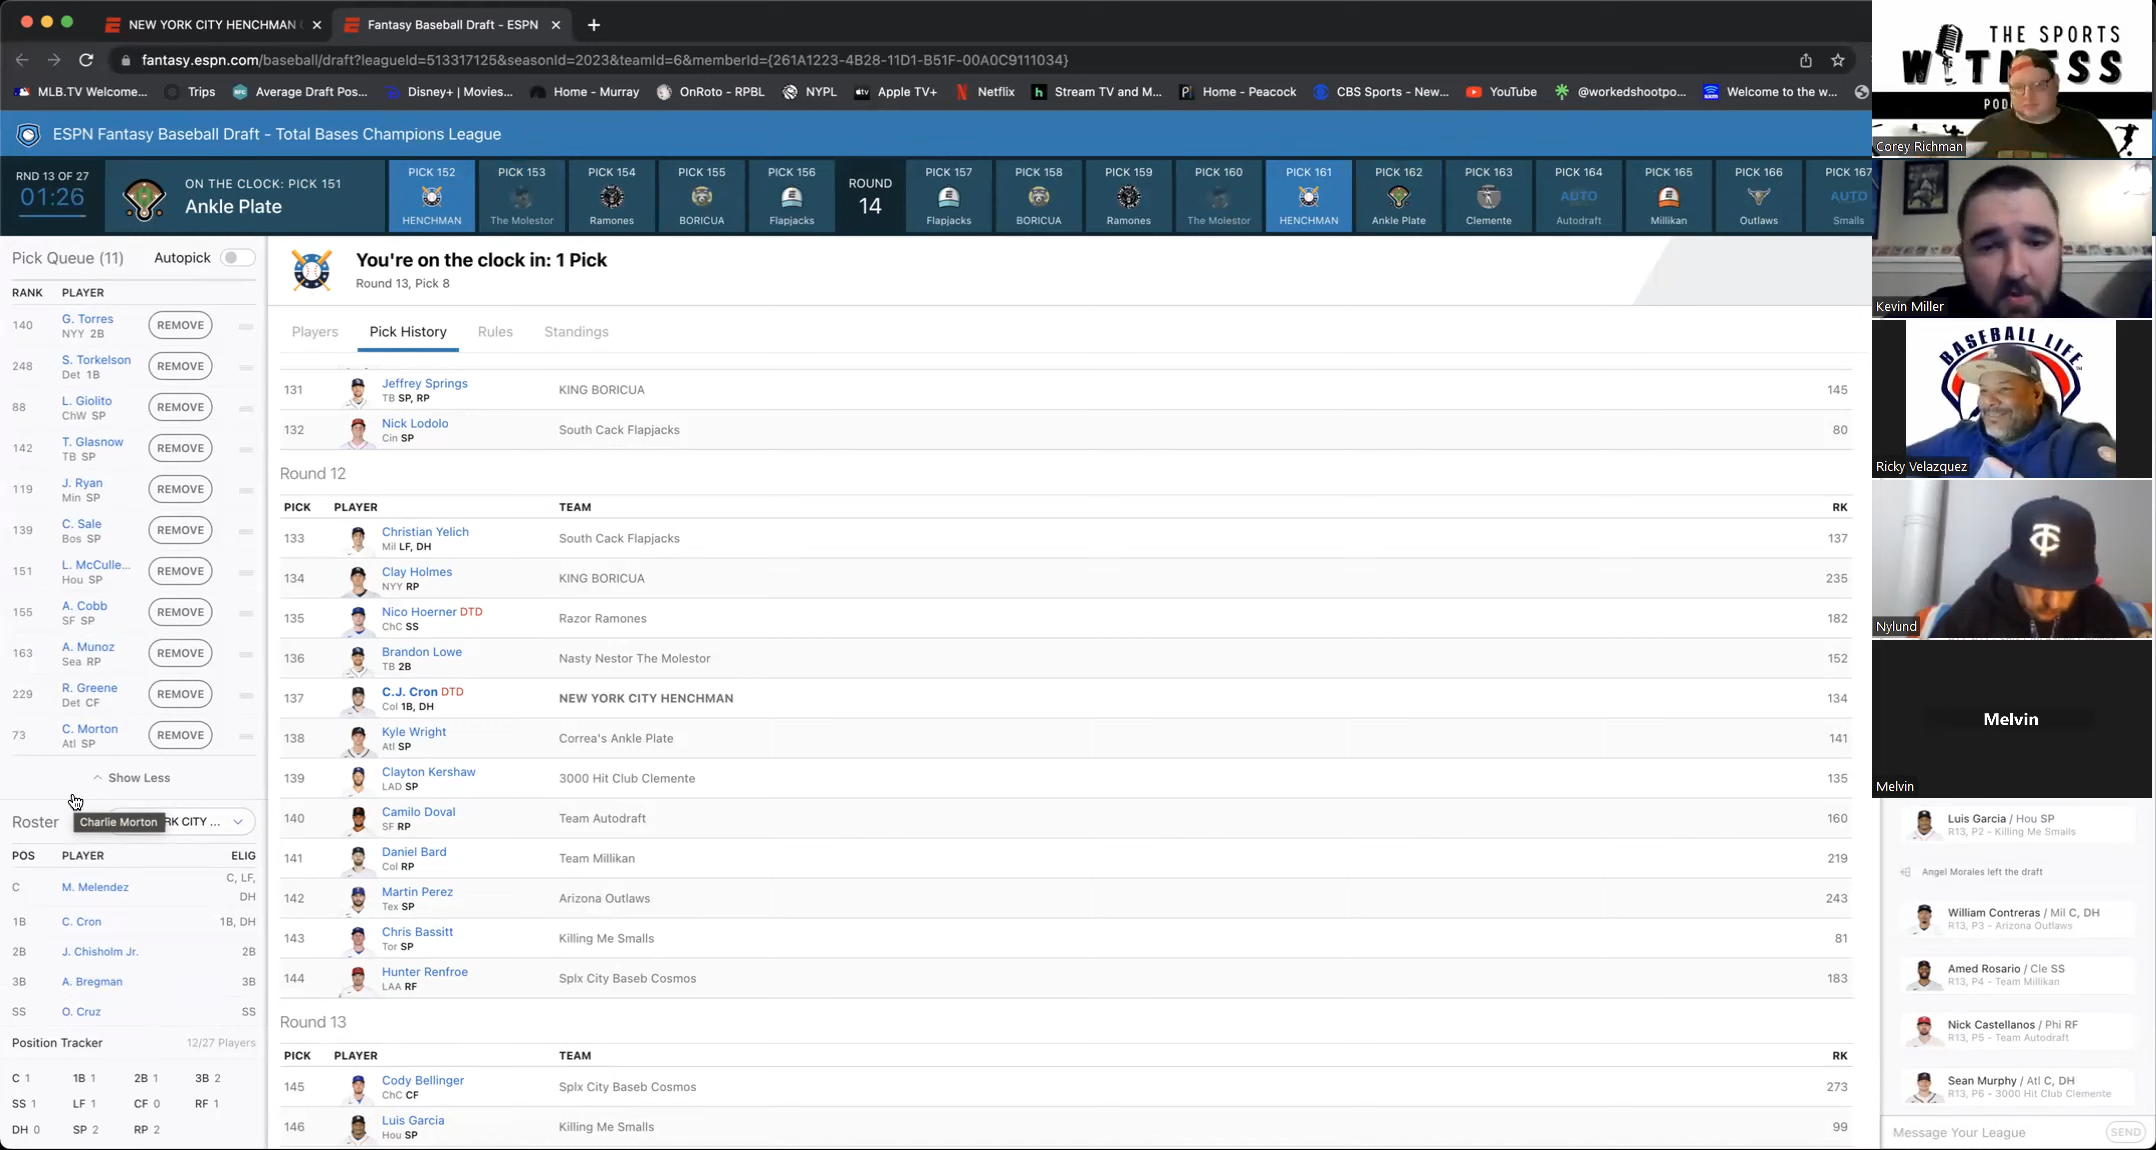 NEW YORK CITY HENCHMAN
Fantasy Baseball Draft - ESPN
fantasy.espn.com/baseball/draft?leagueId=513317125&seasonId=2023&teamId=6&memberId={261A1223-4B28-11D1-B51F-00A0C9111034}
MLB.TV Welcome... Trips Average Draft Pos... Disney+ | Movies... Home - Murray OnRoto - RPBL NYPL Apple TV+ Netflix Stream TV and M... Home - Peacock CBS Sports - New... YouTube @workedshootpo... Welcome to the w...
ESPN Fantasy Baseball Draft - Total Bases Champions League
RND 13 OF 27
01:26
ON THE CLOCK: PICK 151
Ankle Plate
PICK 152 HENCHMAN
PICK 153 The Molestor
PICK 154 Ramones
PICK 155 BORICUA
PICK 156 Flapjacks
ROUND 14
PICK 157 Flapjacks
PICK 158 BORICUA
PICK 159 Ramones
PICK 160 The Molestor
PICK 161 HENCHMAN
PICK 162 Ankle Plate
PICK 163 Clemente
PICK 164 AUTO Autodraft
PICK 165 Millikan
PICK 166 Outlaws
PICK 167 AUTO Smalls
Pick Queue (11) Autopick
RANK PLAYER
140 G. Torres REMOVE
NYY 2B
248 S. Torkelson REMOVE
Det 1B
88 L. Giolito REMOVE
ChW SP
142 T. Glasnow REMOVE
TB SP
119 J. Ryan REMOVE
Min SP
139 C. Sale REMOVE
Bos SP
151 L. McCulle... REMOVE
Hou SP
155 A. Cobb REMOVE
SF SP
163 A. Munoz REMOVE
Sea RP
229 R. Greene REMOVE
Det CF
73 C. Morton REMOVE
Atl SP
Show Less
Roster RK CITY ...
Charlie Morton
POS PLAYER ELIG
C M. Melendez C, LF, DH
1B C. Cron 1B, DH
2B J. Chisholm Jr. 2B
3B A. Bregman 3B
SS O. Cruz SS
Position Tracker 12/27 Players
C 1 1B 1 2B 1 3B 2
SS 1 LF 1 CF 0 RF 1
DH 0 SP 2 RP 2
You're on the clock in: 1 Pick
Round 13, Pick 8
Players Pick History Rules Standings
131 Jeffrey Springs KING BORICUA 145
TB SP, RP
132 Nick Lodolo South Cack Flapjacks 80
Cin SP
Round 12
PICK PLAYER TEAM RK
133 Christian Yelich South Cack Flapjacks 137
Mil LF, DH
134 Clay Holmes KING BORICUA 235
NYY RP
135 Nico Hoerner DTD Razor Ramones 182
ChC SS
136 Brandon Lowe Nasty Nestor The Molestor 152
TB 2B
137 C.J. Cron DTD NEW YORK CITY HENCHMAN 134
Col 1B, DH
138 Kyle Wright Correa's Ankle Plate 141
Atl SP
139 Clayton Kershaw 3000 Hit Club Clemente 135
LAD SP
140 Camilo Doval Team Autodraft 160
SF RP
141 Daniel Bard Team Millikan 219
Col RP
142 Martin Perez Arizona Outlaws 243
Tex SP
143 Chris Bassitt Killing Me Smalls 81
Tor SP
144 Hunter Renfroe Splx City Baseb Cosmos 183
LAA RF
Round 13
PICK PLAYER TEAM RK
145 Cody Bellinger Splx City Baseb Cosmos 273
ChC CF
146 Luis Garcia Killing Me Smalls 99
Hou SP
THE SPORTS
WITNESS
Corey Richman
Kevin Miller
BASEBALL LIFE
Ricky Velazquez
TC
Nylund
Melvin
Melvin
Luis Garcia / Hou SP
R13, P2 - Killing Me Smalls
Angel Morales left the draft
William Contreras / Mil C, DH
R13, P3 - Arizona Outlaws
Amed Rosario / Cle SS
R13, P4 - Team Millikan
Nick Castellanos / Phi RF
R13, P5 - Team Autodraft
Sean Murphy / Atl C, DH
R13, P6 - 3000 Hit Club Clemente
Message Your League SEND